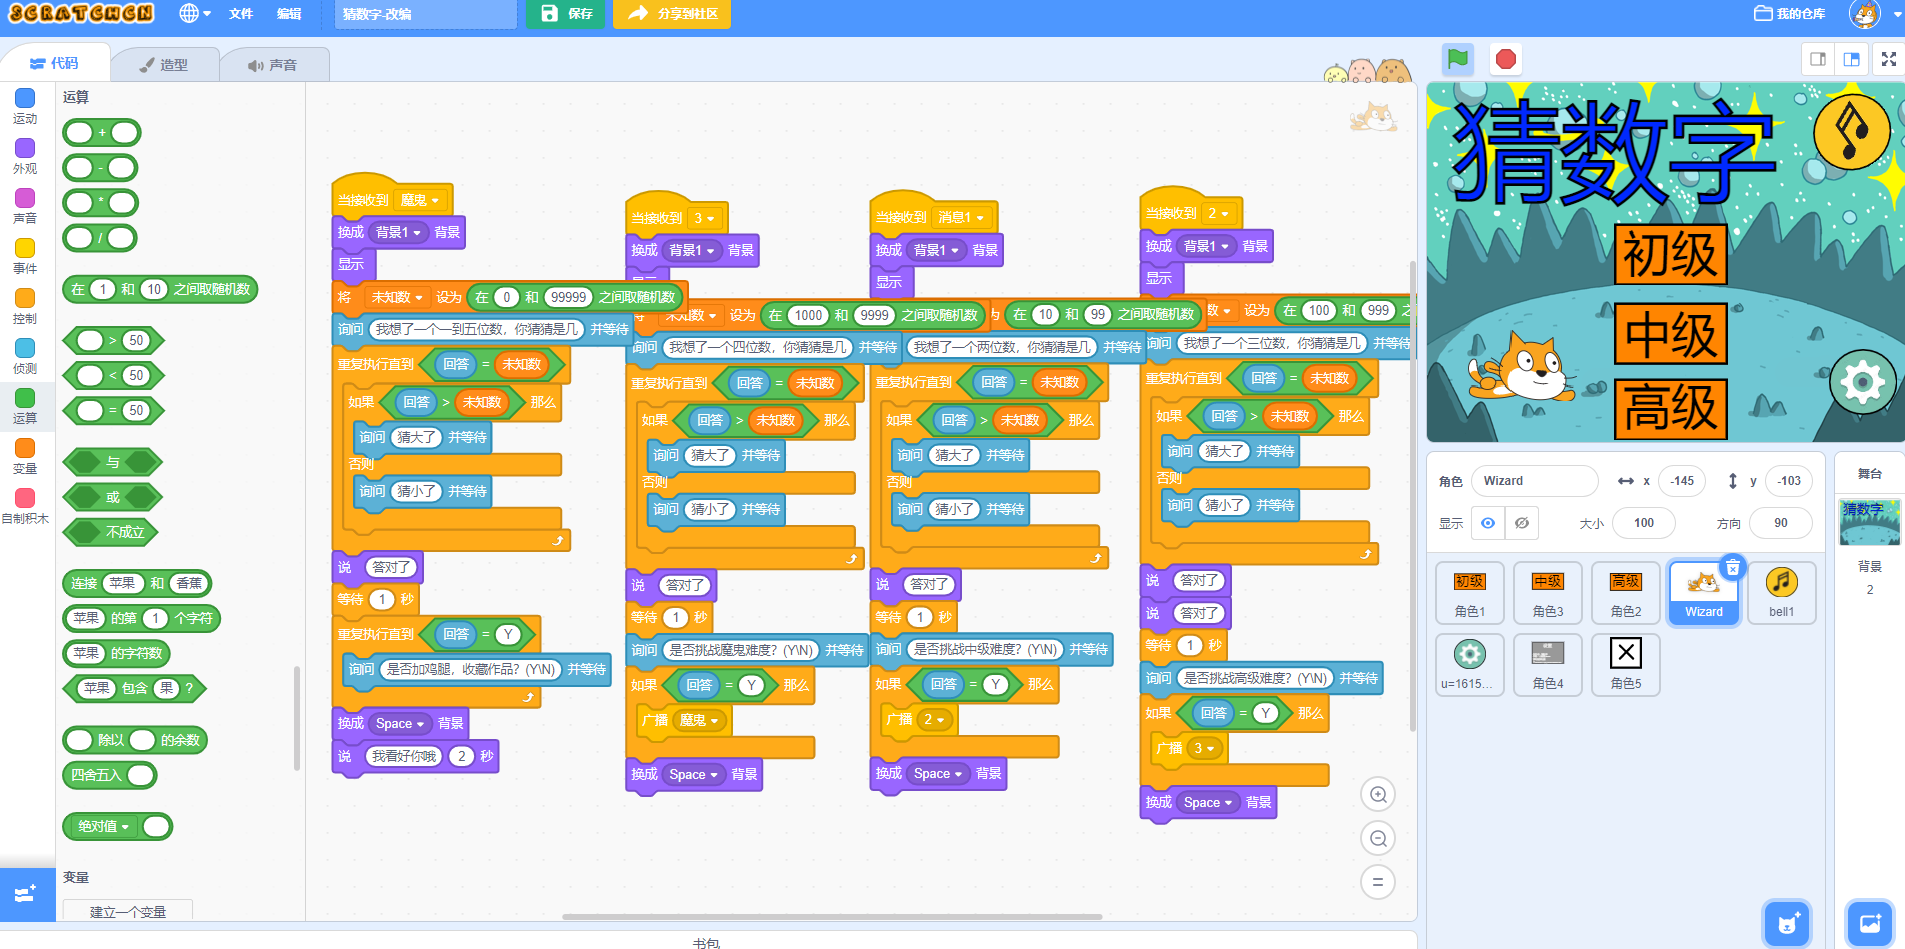 SCRATCHCN
文件
编辑
猜数字-改编
保存
分享到社区
我的仓库
代码
造型
声音
运动
外观
声音
事件
控制
侦测
运算
变量
自制积木
运算
+
-
*
/
在 1 和 10 之间取随机数
> 50
< 50
= 50
与
或
不成立
连接 苹果 和 香蕉
苹果 的第 1 个字符
苹果 的字符数
苹果 包含 果 ?
除以 的余数
四舍五入
绝对值
变量
建立一个变量
当接收到 魔鬼
换成 背景1 背景
显示
将 未知数 设为 在 0 和 99999 之间取随机数
询问 我想了一个一到五位数，你猜猜是几 并等待
重复执行直到 回答 = 未知数
如果 回答 > 未知数 那么
询问 猜大了 并等待
否则
询问 猜小了 并等待
说 答对了
等待 1 秒
重复执行直到 回答 = Y
询问 是否加鸡腿，收藏作品？(Y\N) 并等待
换成 Space 背景
说 我看好你哦 2 秒
当接收到 3
换成 背景1 背景
未知数 设为 在 1000 和 9999 之间取随机数
询问 我想了一个四位数，你猜猜是几 并等待
重复执行直到 回答 = 未知数
如果 回答 > 未知数 那么
询问 猜大了 并等待
否则
询问 猜小了 并等待
说 答对了
等待 1 秒
询问 是否挑战魔鬼难度？(Y\N) 并等待
如果 回答 = Y 那么
广播 魔鬼
换成 Space 背景
当接收到 消息1
换成 背景1 背景
显示
在 10 和 99 之间取随机数
我想了一个两位数，你猜猜是几 并等待
重复执行直到 回答 = 未知数
如果 回答 > 未知数 那么
询问 猜大了 并等待
否则
询问 猜小了 并等待
说 答对了
等待 1 秒
询问 是否挑战中级难度？(Y\N) 并等待
如果 回答 = Y 那么
广播 2
换成 Space 背景
当接收到 2
换成 背景1 背景
显示
数 设为 在 100 和 999
询问 我想了一个三位数，你猜猜是几 并等待
重复执行直到 回答 = 未知数
如果 回答 > 未知数 那么
询问 猜大了 并等待
否则
询问 猜小了 并等待
说 答对了
说 答对了
等待 1 秒
询问 是否挑战高级难度？(Y\N) 并等待
如果 回答 = Y 那么
广播 3
换成 Space 背景
书包
猜数字
初级
中级
高级
角色 Wizard x -145 y -103
显示 大小 100 方向 90
初级
角色1
中级
角色3
高级
角色2
Wizard
bell1
u=1615...
角色4
角色5
舞台
猜数字
背景
2